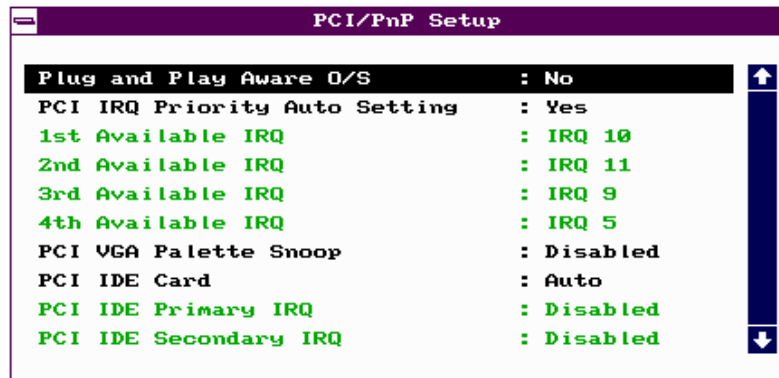 PCI/PnP Setup
Plug and Play Aware O/S : No
PCI IRQ Priority Auto Setting : Yes
1st Available IRQ : IRQ 10
2nd Available IRQ : IRQ 11
3rd Available IRQ : IRQ 9
4th Available IRQ : IRQ 5
PCI VGA Palette Snoop : Disabled
PCI IDE Card : Auto
PCI IDE Primary IRQ : Disabled
PCI IDE Secondary IRQ : Disabled